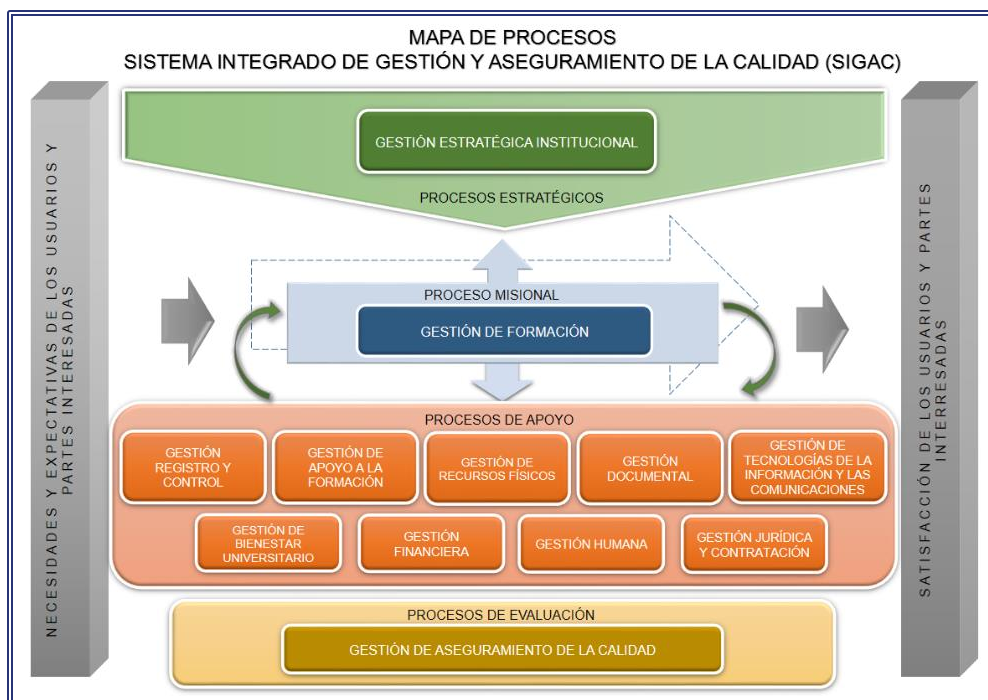 MAPA DE PROCESOS
SISTEMA INTEGRADO DE GESTIÓN Y ASEGURAMIENTO DE LA CALIDAD (SIGAC)
NECESIDADES Y EXPECTATIVAS DE LOS USUARIOS Y
PARTES INTERESADAS
GESTIÓN ESTRATÉGICA INSTITUCIONAL
PROCESOS ESTRATÉGICOS
PROCESO MISIONAL
GESTIÓN DE FORMACIÓN
PROCESOS DE APOYO
GESTIÓN
REGISTRO Y
CONTROL
GESTIÓN DE
APOYO A LA
FORMACIÓN
GESTIÓN DE
RECURSOS FÍSICOS
GESTIÓN
DOCUMENTAL
GESTIÓN DE
TECNOLOGÍAS DE LA
INFORMACIÓN Y LAS
COMUNICACIONES
GESTIÓN DE
BIENESTAR
UNIVERSITARIO
GESTIÓN
FINANCIERA
GESTIÓN HUMANA
GESTIÓN JURÍDICA
Y CONTRATACIÓN
PROCESOS DE EVALUACIÓN
GESTIÓN DE ASEGURAMIENTO DE LA CALIDAD
SATISFACCIÓN DE LOS USUARIOS Y PARTES
INTERRESADAS